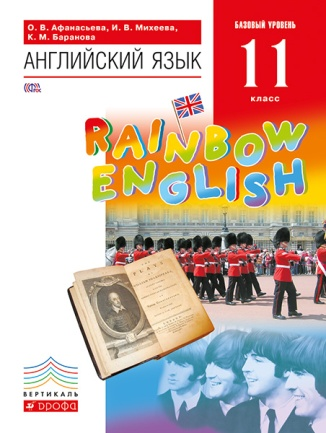 О. В. Афанасьева, И. В. Михеева,
К. М. Баранова
БАЗОВЫЙ УРОВЕНЬ
АНГЛИЙСКИЙ ЯЗЫК
11
класс
RAINBOW
ENGLISH
ВЕРТИКАЛЬ
ДРОФА